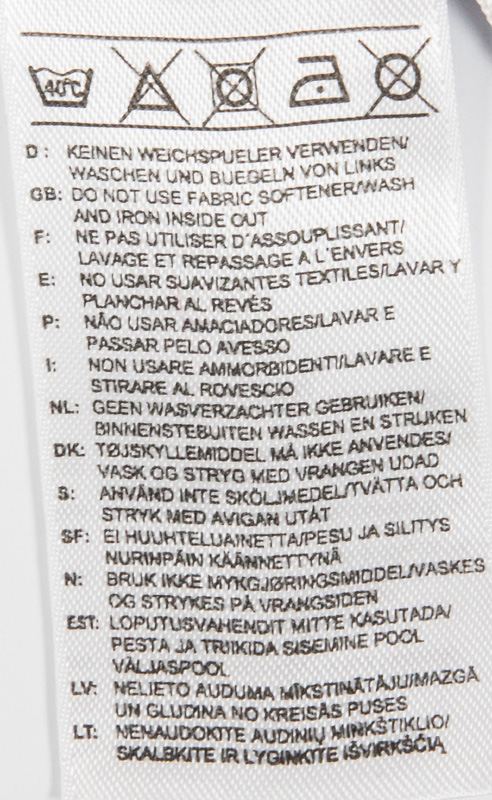 40°C
D: KEINEN WEICHSPUELER VERWENDEN/
WASCHEN UND BUEGELN VON LINKS
GB: DO NOT USE FABRIC SOFTENER/WASH
AND IRON INSIDE OUT
F: NE PAS UTILISER D'ASSOUPLISSANT/
LAVAGE ET REPASSAGE A L'ENVERS
E: NO USAR SUAVIZANTES TEXTILES/LAVAR Y
PLANCHAR AL REVÉS
P: NÃO USAR AMACIADORES/LAVAR E
PASSAR PELO AVESSO
I: NON USARE AMMORBIDENTI/LAVARE E
STIRARE AL ROVESCIO
NL: GEEN WASVERZACHTER GEBRUIKEN/
BINNENSTEBUITEN WASSEN EN STRIJKEN
DK: TØJSKYLLEMIDDEL MÅ IKKE ANVENDES/
VASK OG STRYG MED VRANGEN UDAD
S: ANVÄND INTE SKÖLJMEDEL/TVÄTTA OCH
STRYK MED AVIGAN UTÅT
SF: EI HUUHTELUAINETTA/PESU JA SILITYS
NURINPÄIN KÄÄNNETTYNÄ
N: BRUK IKKE MYKGJØRINGSMIDDEL/VASKES
OG STRYKES PÅ VRANGSIDEN
EST: LOPUTUSVAHENDIT MITTE KASUTADA/
PESTA JA TRIIKIDA SISEMINE POOL
VÄLJASPOOL
LV: NELIETO AUDUMA MĪKSTINĀTĀJU/MAZGĀ
UN GLUDINA NO KREISĀS PUSES
LT: NENAUDOKITE AUDINIŲ MINKŠTIKLIO/
SKALBKITE IR LYGINKITE IŠVIRKŠČIĄ